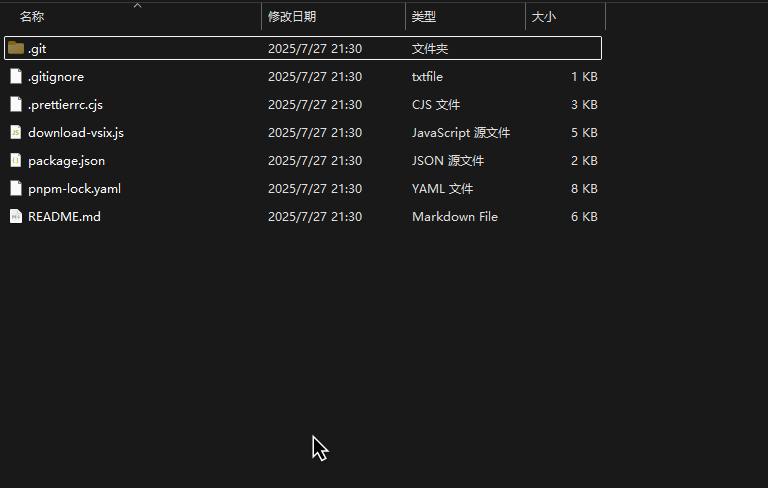 名称 修改日期 类型 大小
.git 2025/7/27 21:30 文件夹
.gitignore 2025/7/27 21:30 txtfile 1 KB
.prettierrc.cjs 2025/7/27 21:30 CJS 文件 3 KB
download-vsix.js 2025/7/27 21:30 JavaScript 源文件 5 KB
package.json 2025/7/27 21:30 JSON 源文件 2 KB
pnpm-lock.yaml 2025/7/27 21:30 YAML 文件 8 KB
README.md 2025/7/27 21:30 Markdown File 6 KB